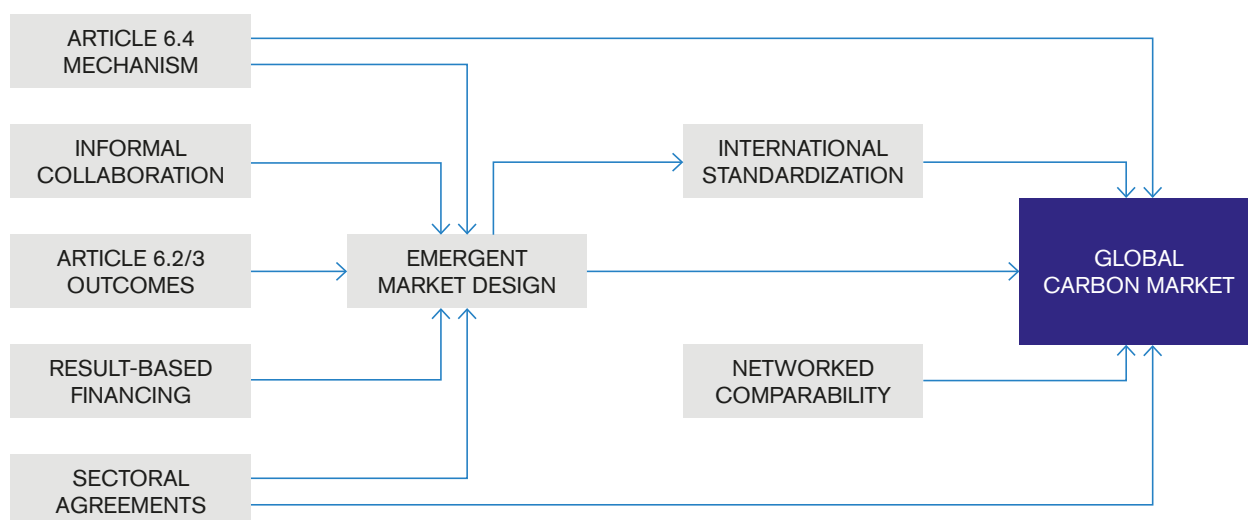 ARTICLE 6.4
MECHANISM
INFORMAL
COLLABORATION
INTERNATIONAL
STANDARDIZATION
ARTICLE 6.2/3
OUTCOMES
EMERGENT
MARKET DESIGN
GLOBAL
CARBON MARKET
RESULT-BASED
FINANCING
NETWORKED
COMPARABILITY
SECTORAL
AGREEMENTS